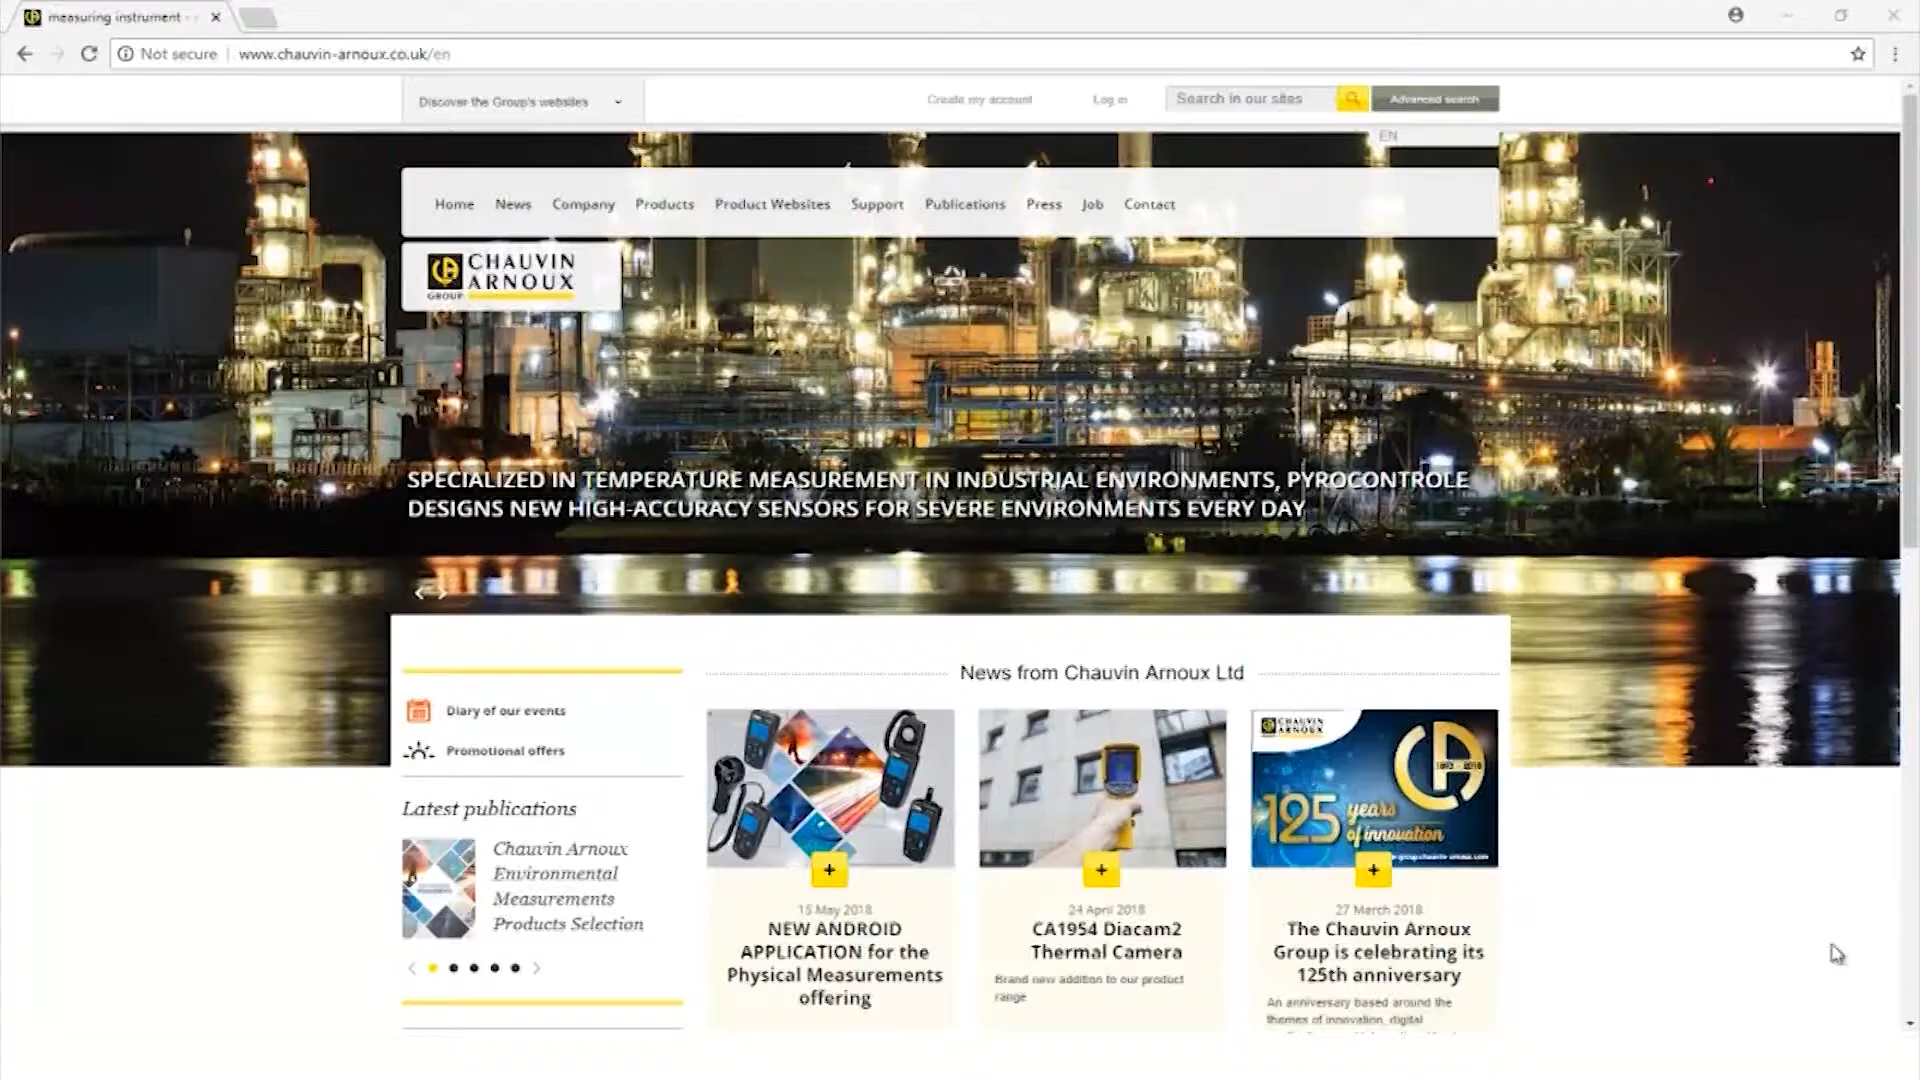 measuring instrument
Not secure
www.chauvin-arnoux.co.uk/en
Discover the Group's websites
Create my account
Log in
Search in our sites
Advanced search
EN
Home News Company Products Product Websites Support Publications Press Job Contact
CHAUVIN
ARNOUX
GROUP
SPECIALIZED IN TEMPERATURE MEASUREMENT IN INDUSTRIAL ENVIRONMENTS, PYROCONTROLE
DESIGNS NEW HIGH-ACCURACY SENSORS FOR SEVERE ENVIRONMENTS EVERY DAY
Diary of our events
Promotional offers
Latest publications
Chauvin Arnoux
Environmental
Measurements
Products Selection
News from Chauvin Arnoux Ltd
15 May 2018
NEW ANDROID
APPLICATION for the
Physical Measurements
offering
24 April 2018
CA1954 Diacam2
Thermal Camera
Brand new addition to our product
range
CHAUVIN
ARNOUX
CA
1893 - 2018
125 years
of innovation
27 March 2018
The Chauvin Arnoux
Group is celebrating its
125th anniversary
An anniversary based around the
themes of innovation, digital